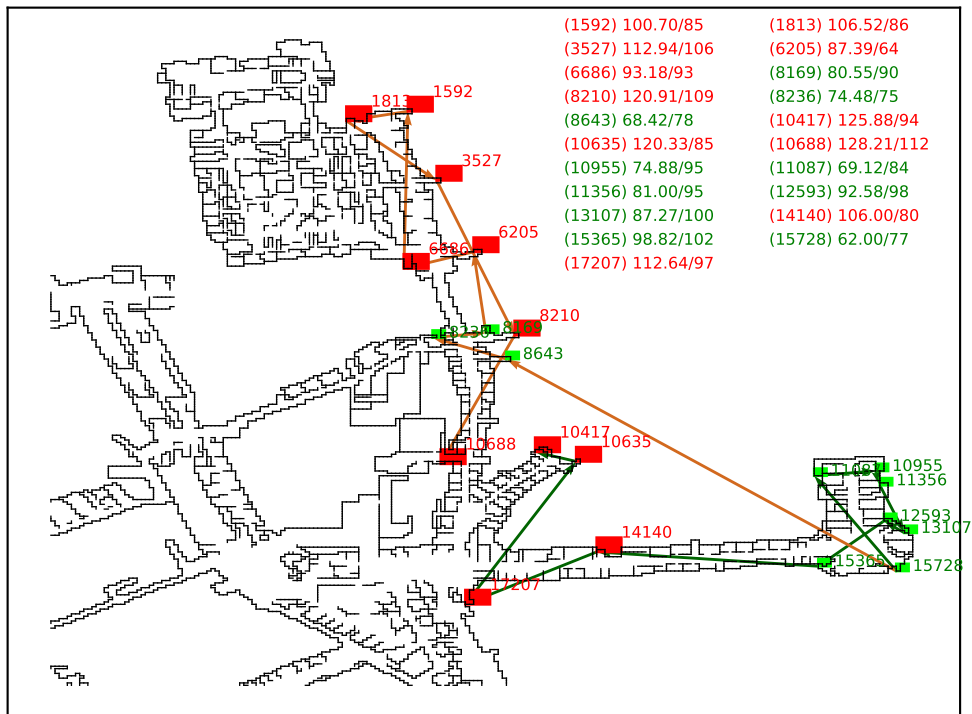 (1592) 100.70/85 (1813) 106.52/86
(3527) 112.94/106 (6205) 87.39/64
(6686) 93.18/93 (8169) 80.55/90
(8210) 120.91/109 (8236) 74.48/75
(8643) 68.42/78 (10417) 125.88/94
(10635) 120.33/85 (10688) 128.21/112
(10955) 74.88/95 (11087) 69.12/84
(11356) 81.00/95 (12593) 92.58/98
(13107) 87.27/100 (14140) 106.00/80
(15365) 98.82/102 (15728) 62.00/77
(17207) 112.64/97
1592
1813
3527
6205
6686
8210
8169
8236
8643
10417
10635
10688
10955
11087
11356
12593
13107
14140
15365
15728
17207